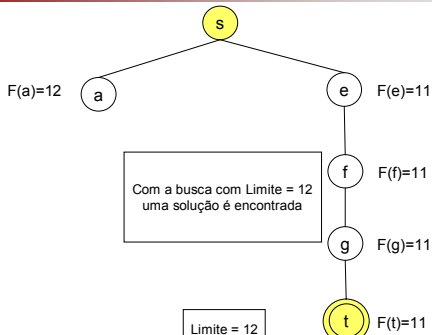 s
F(a)=12
a
e
F(e)=11
Com a busca com Limite = 12
uma solução é encontrada
f
F(f)=11
g
F(g)=11
Limite = 12
t
F(t)=11